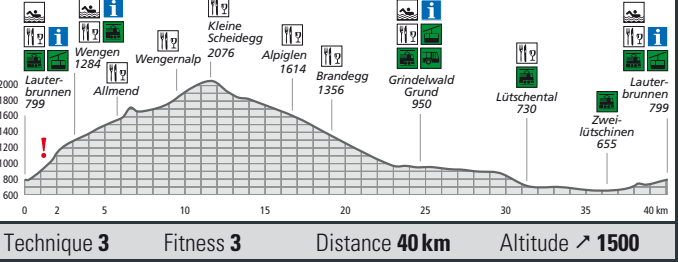 Kleine
Scheidegg
2076
Wengen
1284
Wengernalp
Alpiglen
1614
Lauter-
brunnen
799
Allmend
Brandegg
1356
Grindelwald
Grund
950
Lütschental
730
Lauter-
brunnen
799
Zwei-
lütschinen
655
!
2000
1800
1600
1400
1200
1000
800
600
0 2 5 10 15 20 25 30 35 40 km
Technique 3 Fitness 3 Distance 40 km Altitude ↗ 1500